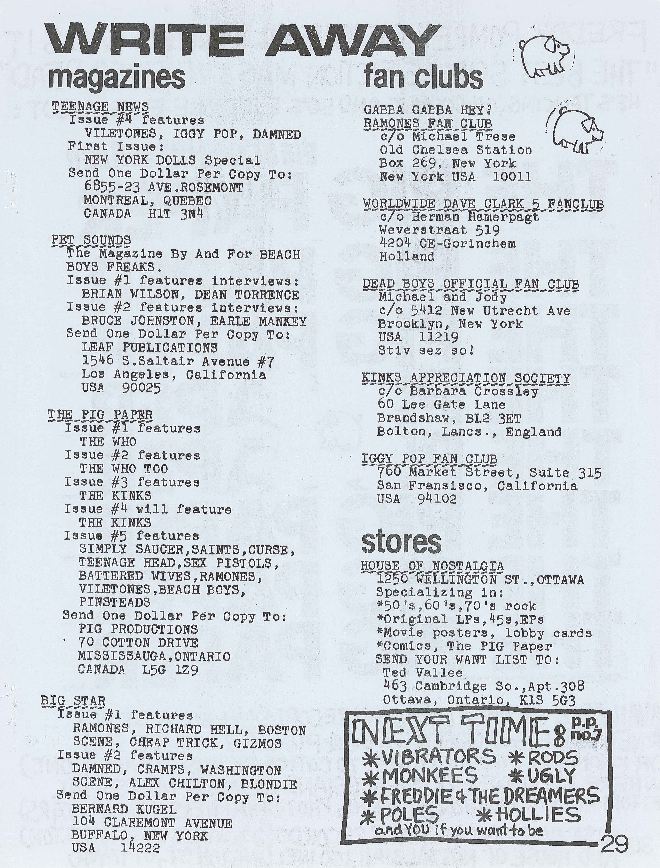 WRITE AWAY
magazines
TEENAGE NEWS
Issue #4 features
VILETONES, IGGY POP, DAMNED
First Issue:
NEW YORK DOLLS Special
Send One Dollar Per Copy To:
6855-23 AVE.ROSEMONT
MONTREAL, QUEBEC
CANADA H1T 3N4
PET SOUNDS
The Magazine By And For BEACH
BOYS FREAKS.
Issue #1 features interviews:
BRIAN WILSON, DEAN TORRENCE
Issue #2 features interviews:
BRUCE JOHNSTON, EARLE MANKEY
Send One Dollar Per Copy To:
LEAF PUBLICATIONS
1546 S.Saltair Avenue #7
Los Angeles, California
USA 90025
THE PIG PAPER
Issue #1 features
THE WHO
Issue #2 features
THE WHO TOO
Issue #3 features
THE KINKS
Issue #4 will feature
THE KINKS
Issue #5 features
SIMPLY SAUCER,SAINTS,CURSE,
TEENAGE HEAD,SEX PISTOLS,
BATTERED WIVES,RAMONES,
VILETONES,BEACH BOYS,
PINSTEADS
Send One Dollar Per Copy To:
PIG PRODUCTIONS
70 COTTON DRIVE
MISSISSAUGA,ONTARIO
CANADA L5G 1Z9
BIG STAR
Issue #1 features
RAMONES, RICHARD HELL, BOSTON
SCENE, CHEAP TRICK, GIZMOS
Issue #2 features
DAMNED, CRAMPS, WASHINGTON
SCENE, ALEX CHILTON, BLONDIE
Send One Dollar Per Copy To:
BERNARD KUGEL
104 CLAREMONT AVENUE
BUFFALO, NEW YORK
USA 14222
fan clubs
GABBA GABBA HEY!
RAMONES FAN CLUB
c/o Michael Trese
Old Chelsea Station
Box 269, New York
New York USA 10011
WORLDWIDE DAVE CLARK 5 FANCLUB
c/o Herman Hamerpagt
Weverstraat 519
4204 CE-Gorinchem
Holland
DEAD BOYS OFFICIAL FAN CLUB
Michael and Jody
c/o 5412 New Utrecht Ave
Brooklyn, New York
USA 11219
Stiv sez so!
KINKS APPRECIATION SOCIETY
c/o Barbara Crossley
60 Lee Gate Lane
Brandshaw, BL2 3ET
Bolton, Lancs., England
IGGY POP FAN CLUB
760 Market Street, Suite 315
San Fransisco, California
USA 94102
stores
HOUSE OF NOSTALGIA
1250 WELLINGTON ST.,OTTAWA
Specializing in:
*50's,60's,70's rock
*Original LPs,45s,EPs
*Movie posters, lobby cards
*Comics, The PIG Paper
SEND YOUR WANT LIST TO:
Ted Vallee
463 Cambridge So.,Apt.308
Ottawa, Ontario, K1S 5G3
NEXT TIME: p.p. no.7
*VIBRATORS *RODS
*MONKEES *UGLY
*FREDDIE & THE DREAMERS
*POLES *HOLLIES
and YOU if you want to be
29